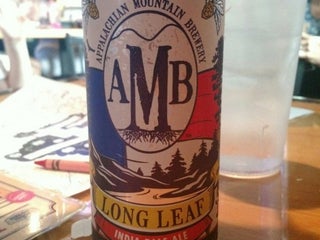 APPALACHIAN MOUNTAIN BREWERY
AMB
LONG LEAF
INDIA PALE ALE